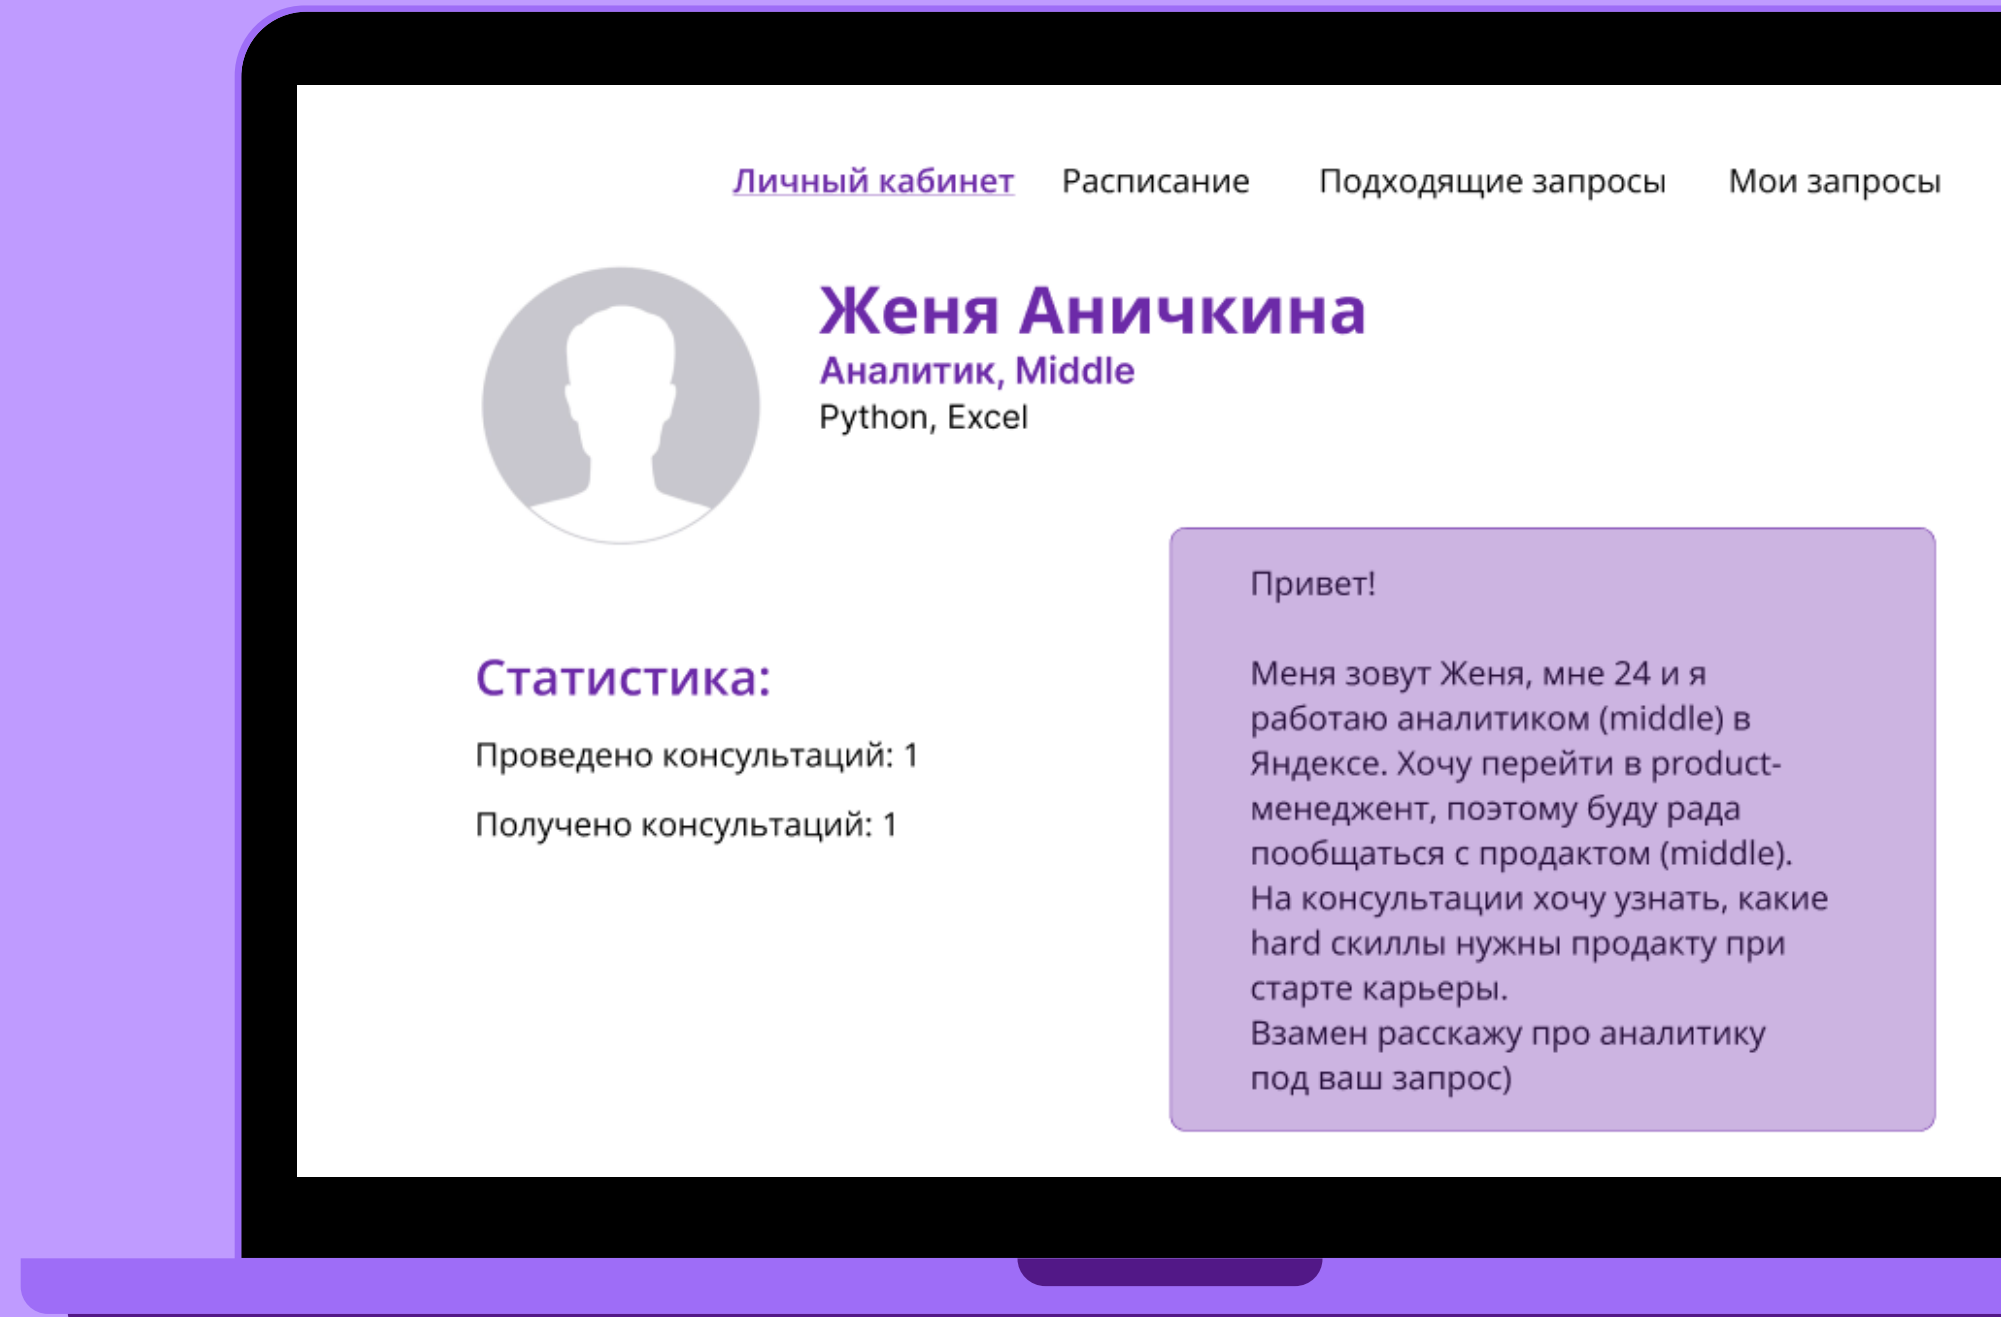 Личный кабинет Расписание Подходящие запросы Мои запросы
Женя Аничкина
Аналитик, Middle
Python, Excel
Статистика:
Проведено консультаций: 1
Получено консультаций: 1
Привет!
Меня зовут Женя, мне 24 и я
работаю аналитиком (middle) в
Яндексе. Хочу перейти в product-
менеджент, поэтому буду рада
пообщаться с продактом (middle).
На консультации хочу узнать, какие
hard скиллы нужны продакту при
старте карьеры.
Взамен расскажу про аналитику
под ваш запрос)